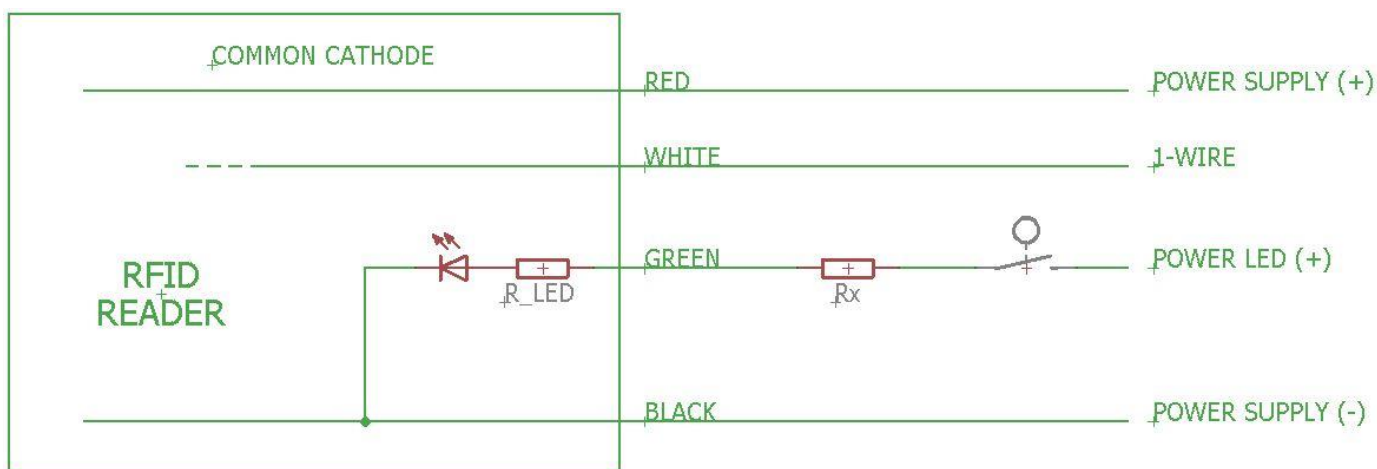 COMMON CATHODE
RED
POWER SUPPLY (+)
WHITE
1-WIRE
RFID
READER
R_LED
GREEN
Rx
POWER LED (+)
BLACK
POWER SUPPLY (-)